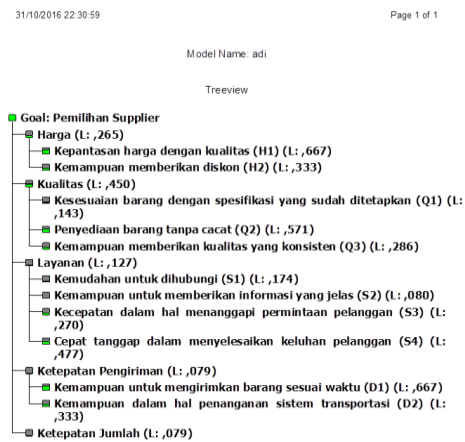 31/10/2016 22:30:59 Page 1 of 1
Model Name: adi
Treeview
Goal: Pemilihan Supplier
Harga (L: ,265)
Kepantasan harga dengan kualitas (H1) (L: ,667)
Kemampuan memberikan diskon (H2) (L: ,333)
Kualitas (L: ,450)
Kesesuaian barang dengan spesifikasi yang sudah ditetapkan (Q1) (L:
,143)
Penyediaan barang tanpa cacat (Q2) (L: ,571)
Kemampuan memberikan kualitas yang konsisten (Q3) (L: ,286)
Layanan (L: ,127)
Kemudahan untuk dihubungi (S1) (L: ,174)
Kemampuan untuk memberikan informasi yang jelas (S2) (L: ,080)
Kecepatan dalam hal menanggapi permintaan pelanggan (S3) (L:
,270)
Cepat tanggap dalam menyelesaikan keluhan pelanggan (S4) (L:
,477)
Ketepatan Pengiriman (L: ,079)
Kemampuan untuk mengirimkan barang sesuai waktu (D1) (L: ,667)
Kemampuan dalam hal penanganan sistem transportasi (D2) (L:
,333)
Ketepatan Jumlah (L: ,079)